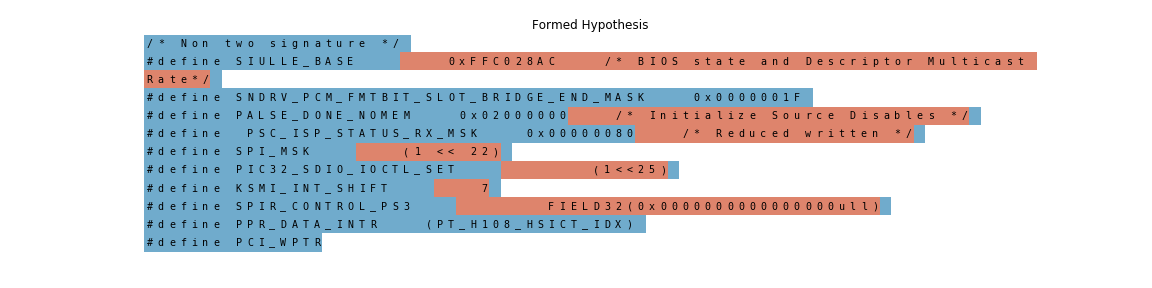 Formed Hypothesis
/* Non two signature */
#define SIULLE_BASE        0xFFC028AC     /* BIOS state and Descriptor Multicast
Rate*/
#define SNDRV_PCM_FMTBIT_SLOT_BRIDGE_END_MASK    0x0000001F
#define PALSE_DONE_NOMEM    0x02000000    /* Initialize Source Disables */
#define  PSC_ISP_STATUS_RX_MSK    0x00000080    /* Reduced written */
#define SPI_MSK        (1 << 22)
#define PIC32_SDIO_IOCTL_SET            (1<<25)
#define KSMI_INT_SHIFT        7
#define SPIR_CONTROL_PS3            FIELD32(0x0000000000000000ull)
#define PPR_DATA_INTR    (PT_H108_HSICT_IDX)
#define PCI_WPTR